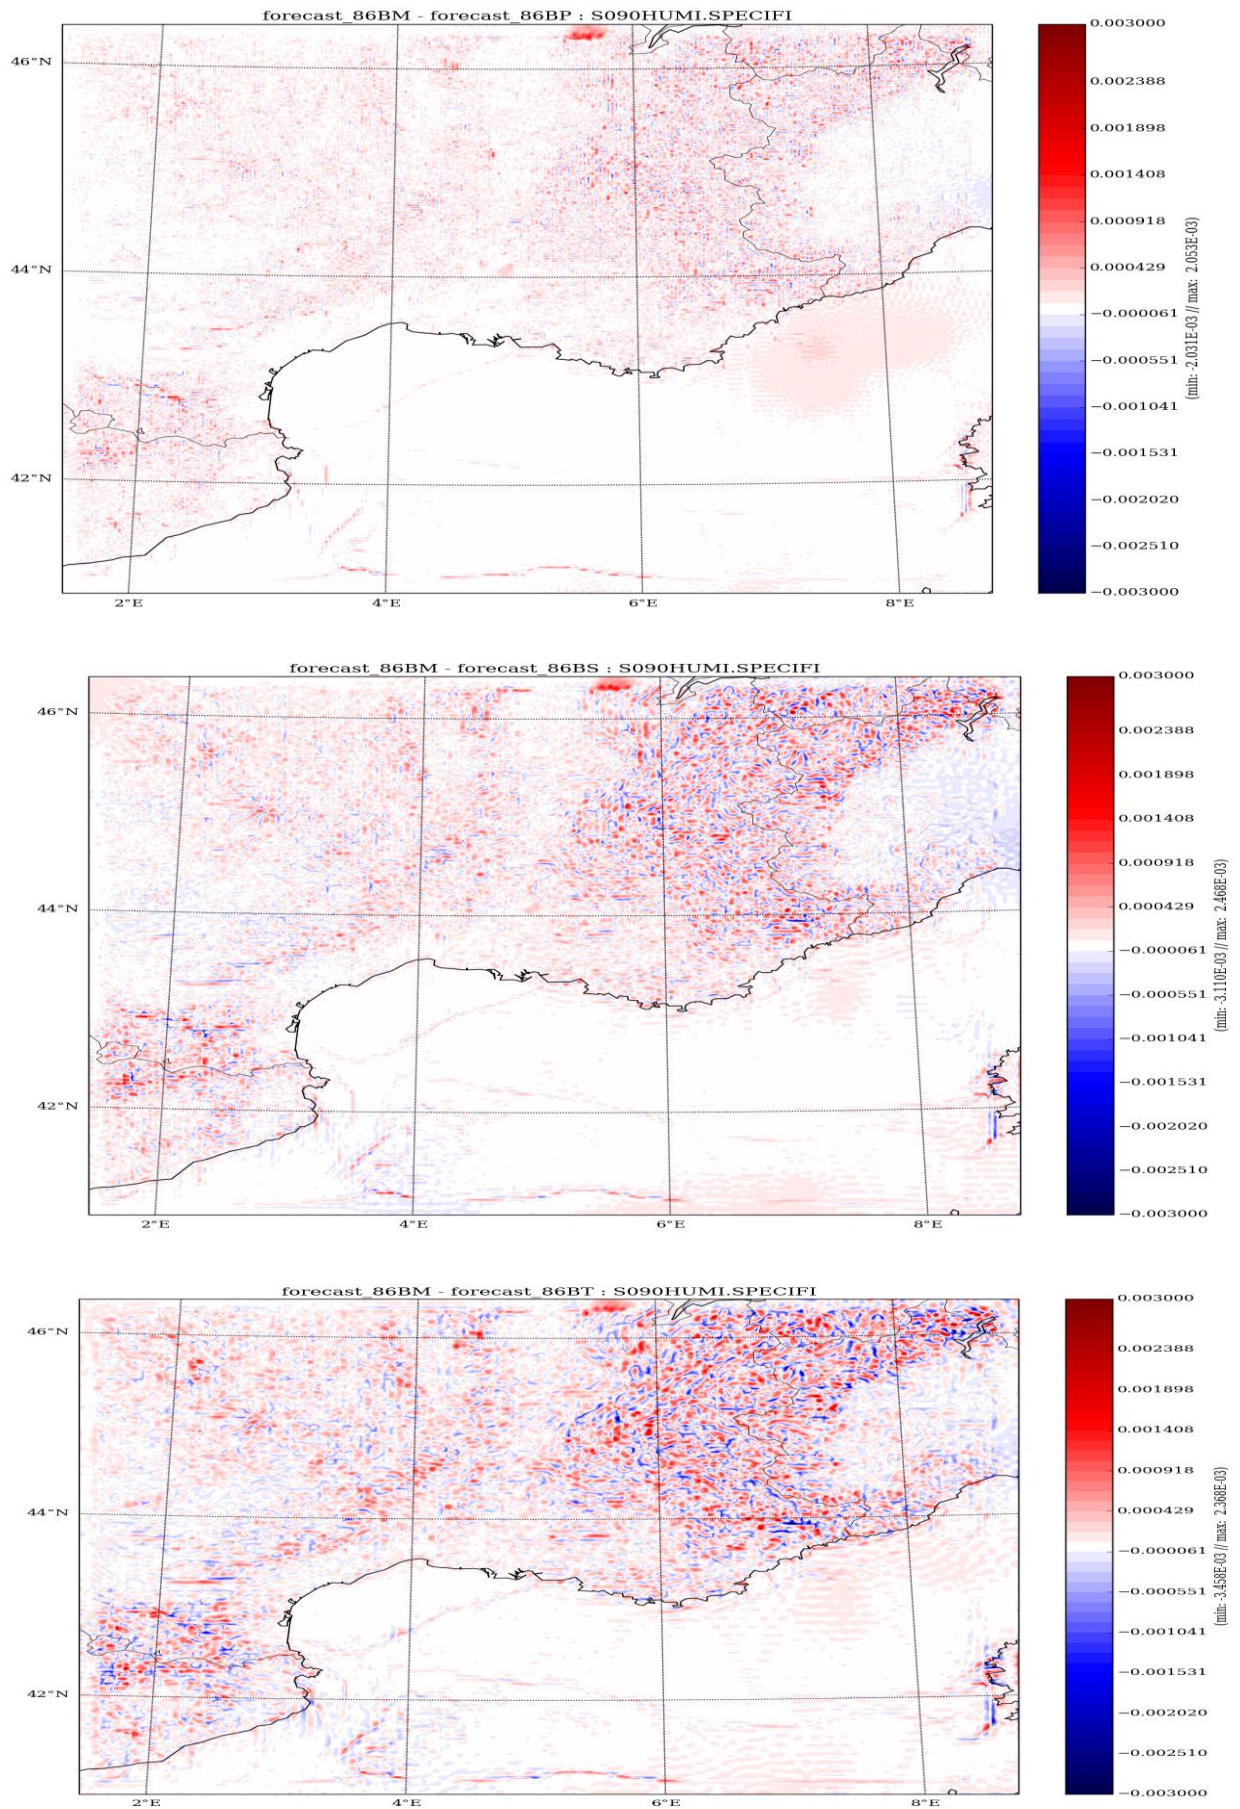 forecast_86BM - forecast_86BP : S090HUMI.SPECIFI
46°N
44°N
42°N
2°E
4°E
6°E
8°E
0.003000
0.002388
0.001898
0.001408
0.000918
0.000429
−0.000061
−0.000551
−0.001041
−0.001531
−0.002020
−0.002510
−0.003000
(min: -2.031E-03 // max: 2.053E-03)
forecast_86BM - forecast_86BS : S090HUMI.SPECIFI
46°N
44°N
42°N
2°E
4°E
6°E
8°E
0.003000
0.002388
0.001898
0.001408
0.000918
0.000429
−0.000061
−0.000551
−0.001041
−0.001531
−0.002020
−0.002510
−0.003000
(min: -3.110E-03 // max: 2.468E-03)
forecast_86BM - forecast_86BT : S090HUMI.SPECIFI
46°N
44°N
42°N
2°E
4°E
6°E
8°E
0.003000
0.002388
0.001898
0.001408
0.000918
0.000429
−0.000061
−0.000551
−0.001041
−0.001531
−0.002020
−0.002510
−0.003000
(min: -3.458E-03 // max: 2.368E-03)